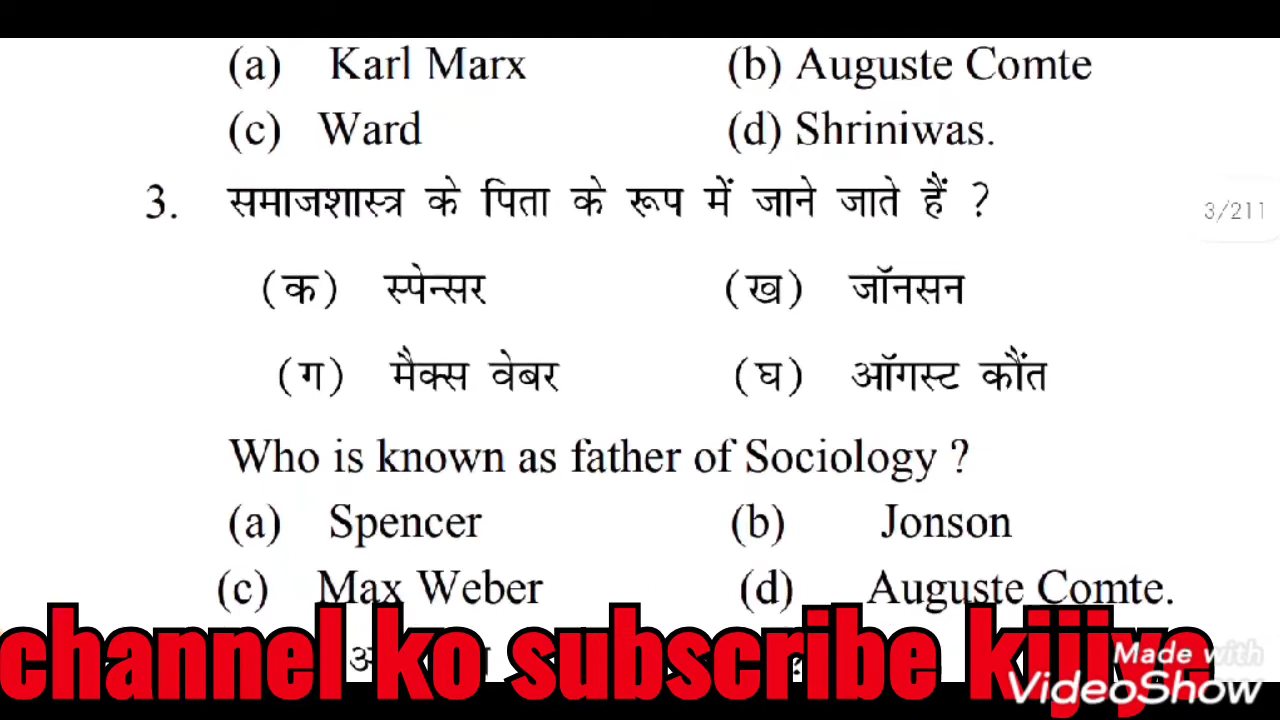 (a) Karl Marx (b) Auguste Comte
(c) Ward (d) Shriniwas.
3. समाजशास्त्र के पिता के रूप में जाने जाते हैं ?
3/211
(क) स्पेन्सर (ख) जॉनसन
(ग) मैक्स वेबर (घ) ऑगस्ट कौंत
Who is known as father of Sociology ?
(a) Spencer (b) Jonson
(c) Max Weber (d) Auguste Comte.
channel ko subscribe kijiye
Made with
VideoShow